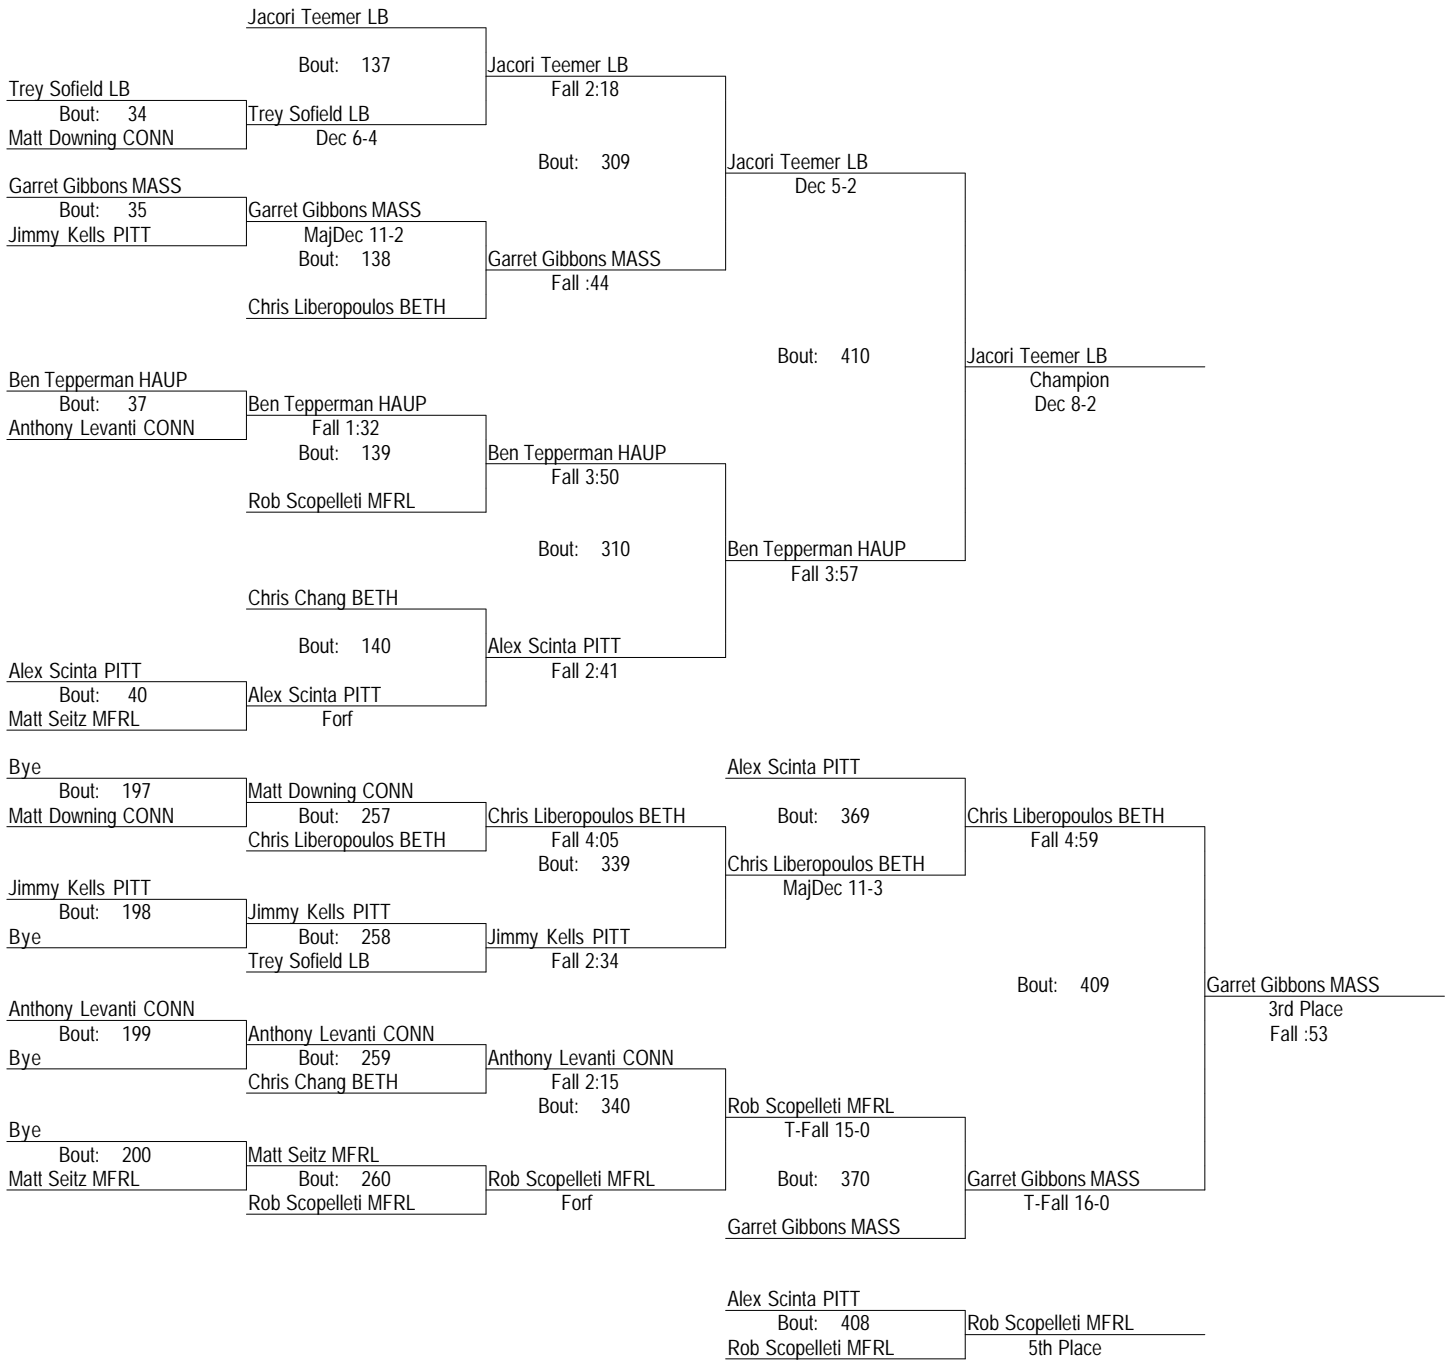 Jacori Teemer LB
Bout: 137
Jacori Teemer LB
Fall 2:18
Trey Sofield LB
Bout: 34
Matt Downing CONN
Trey Sofield LB
Dec 6-4
Bout: 309
Jacori Teemer LB
Dec 5-2
Garret Gibbons MASS
Bout: 35
Jimmy Kells PITT
Garret Gibbons MASS
MajDec 11-2
Bout: 138
Garret Gibbons MASS
Fall :44
Chris Liberopoulos BETH
Bout: 410
Jacori Teemer LB
Champion
Dec 8-2
Ben Tepperman HAUP
Bout: 37
Anthony Levanti CONN
Ben Tepperman HAUP
Fall 1:32
Bout: 139
Ben Tepperman HAUP
Fall 3:50
Rob Scopelleti MFRL
Bout: 310
Ben Tepperman HAUP
Fall 3:57
Chris Chang BETH
Bout: 140
Alex Scinta PITT
Fall 2:41
Alex Scinta PITT
Bout: 40
Matt Seitz MFRL
Alex Scinta PITT
Forf
Bye
Bout: 197
Matt Downing CONN
Matt Downing CONN
Bout: 257
Chris Liberopoulos BETH
Chris Liberopoulos BETH
Fall 4:05
Bout: 339
Alex Scinta PITT
Bout: 369
Chris Liberopoulos BETH
MajDec 11-3
Chris Liberopoulos BETH
Fall 4:59
Jimmy Kells PITT
Bout: 198
Bye
Jimmy Kells PITT
Bout: 258
Trey Sofield LB
Jimmy Kells PITT
Fall 2:34
Bout: 409
Garret Gibbons MASS
3rd Place
Fall :53
Anthony Levanti CONN
Bout: 199
Bye
Anthony Levanti CONN
Bout: 259
Chris Chang BETH
Anthony Levanti CONN
Fall 2:15
Bout: 340
Rob Scopelleti MFRL
T-Fall 15-0
Bye
Bout: 200
Matt Seitz MFRL
Matt Seitz MFRL
Bout: 260
Rob Scopelleti MFRL
Rob Scopelleti MFRL
Forf
Bout: 370
Garret Gibbons MASS
Garret Gibbons MASS
T-Fall 16-0
Alex Scinta PITT
Bout: 408
Rob Scopelleti MFRL
Rob Scopelleti MFRL
5th Place